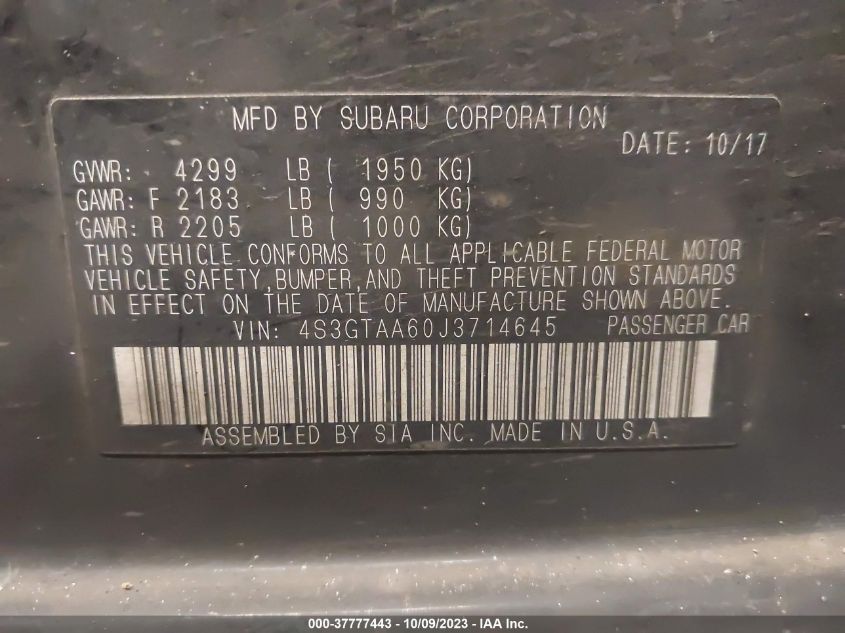 MFD BY SUBARU CORPORATION
DATE: 10/17
GVWR: 4299 LB ( 1950 KG)
GAWR: F 2183 LB ( 990 KG)
GAWR: R 2205 LB ( 1000 KG)
THIS VEHICLE CONFORMS TO ALL APPLICABLE FEDERAL MOTOR
VEHICLE SAFETY,BUMPER,AND THEFT PREVENTION STANDARDS
IN EFFECT ON THE DATE OF MANUFACTURE SHOWN ABOVE.
VIN: 4S3GTAA60J3714645 PASSENGER CAR
ASSEMBLED BY SIA INC. MADE IN U.S.A.
000-37777443 - 10/09/2023 - IAA Inc.